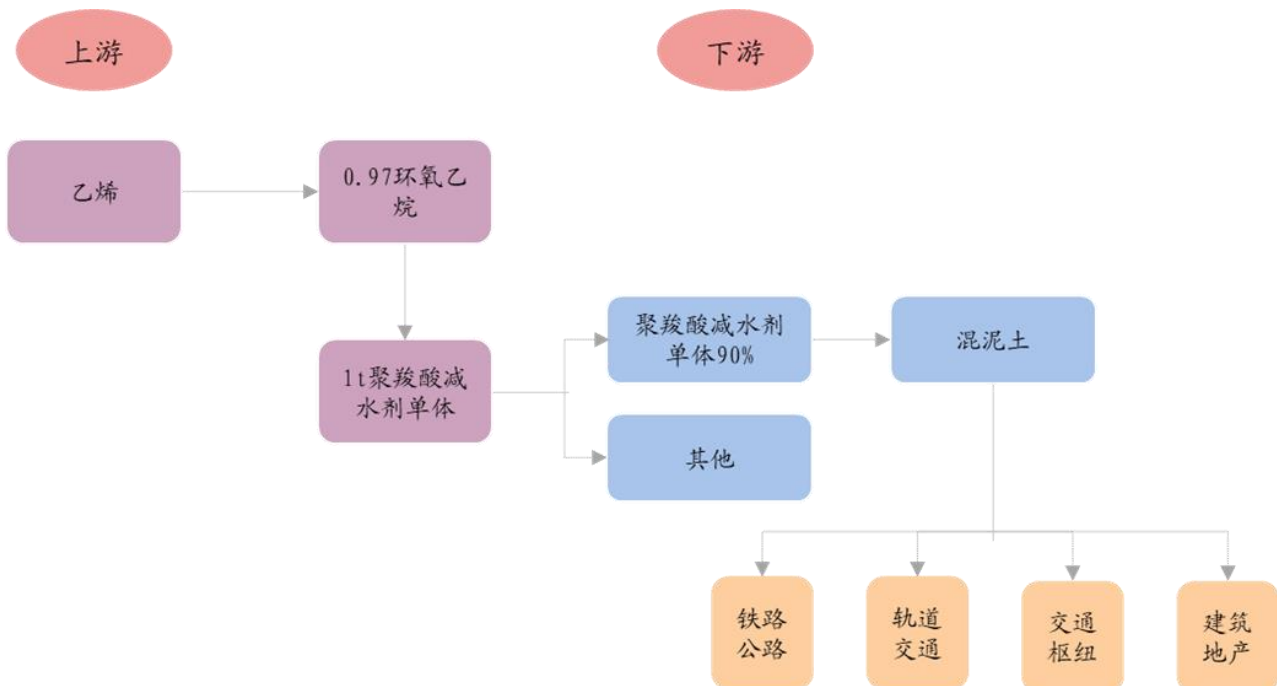 上游
下游
乙烯
0.97环氧乙
烷
1t聚羧酸减
水剂单体
聚羧酸减水剂
单体90%
混泥土
其他
铁路
公路
轨道
交通
交通
枢纽
建筑
地产